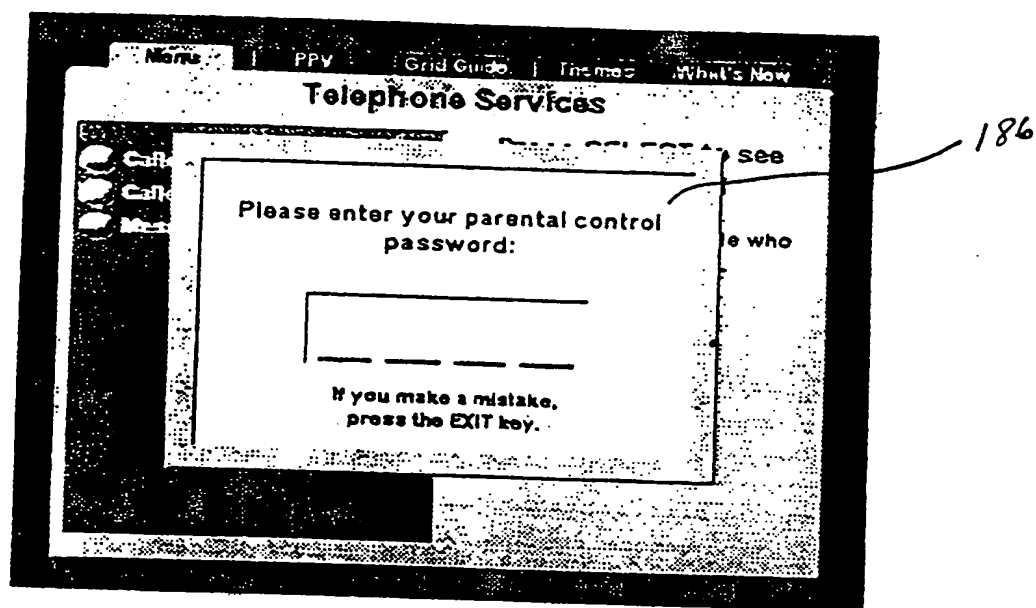 PPV | Grid Guide | Themes What's Now
Telephone Services
see
186
Please enter your parental control
password:
who
If you make a mistake,
press the EXIT key.